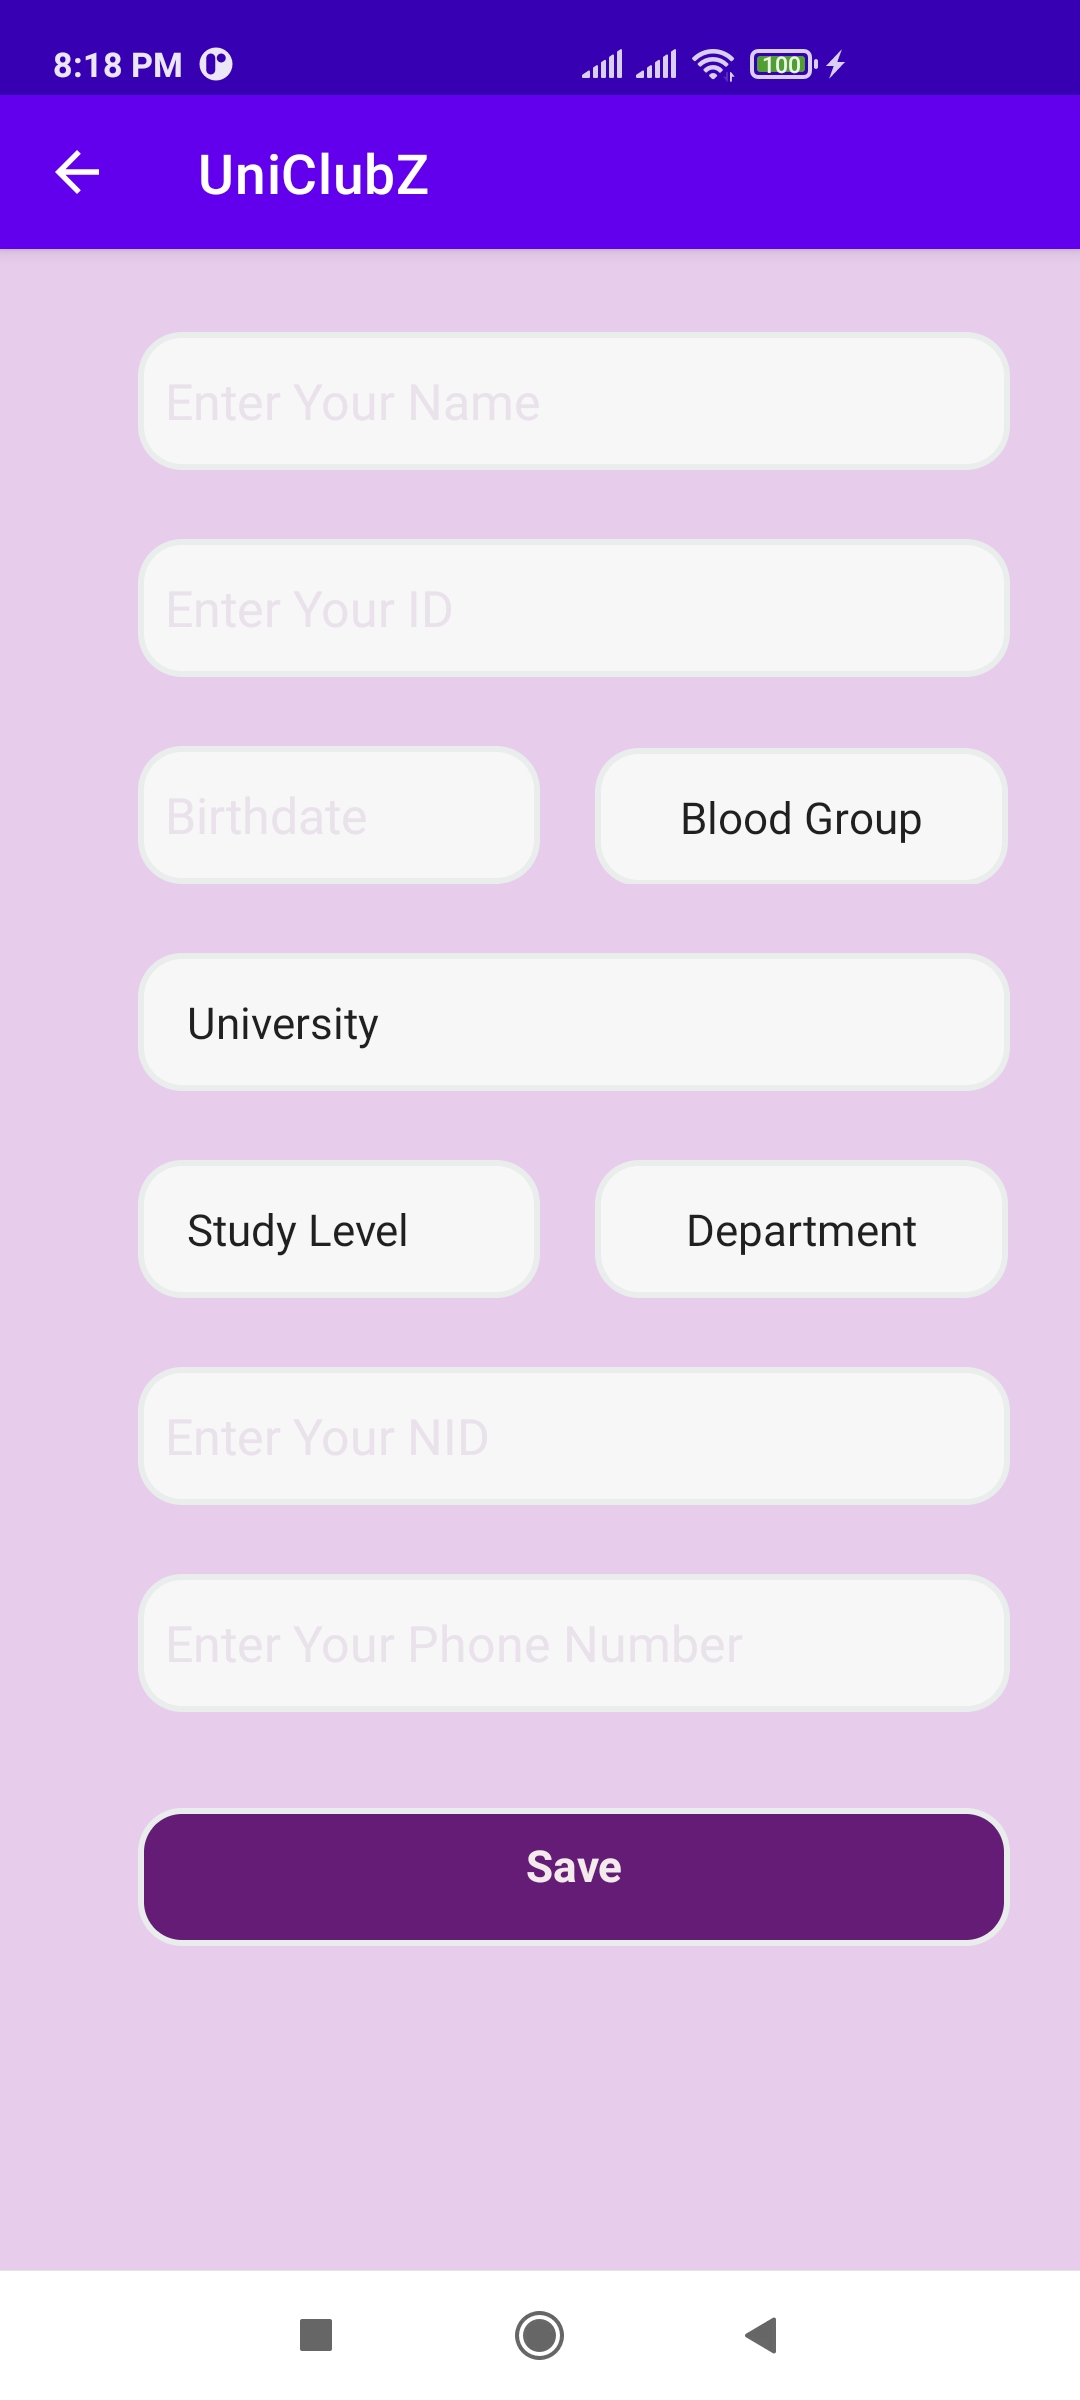 8:18 PM
100
UniClubZ
Enter Your Name
Enter Your ID
Birthdate
Blood Group
University
Study Level
Department
Enter Your NID
Enter Your Phone Number
Save